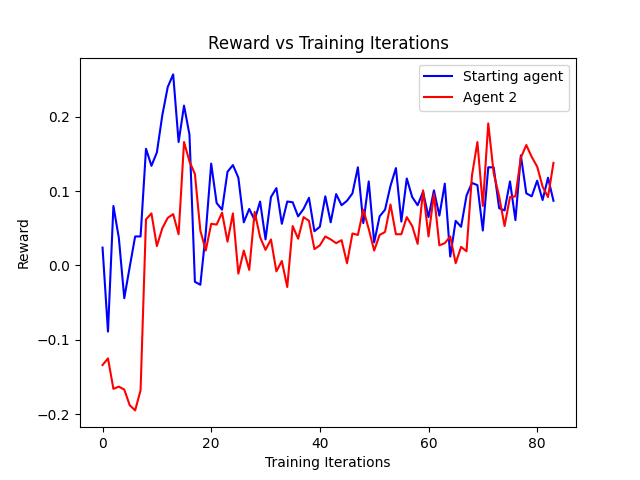 Reward vs Training Iterations
Starting agent
Agent 2
Reward
0.2
0.1
0.0
−0.1
−0.2
0 20 40 60 80
Training Iterations